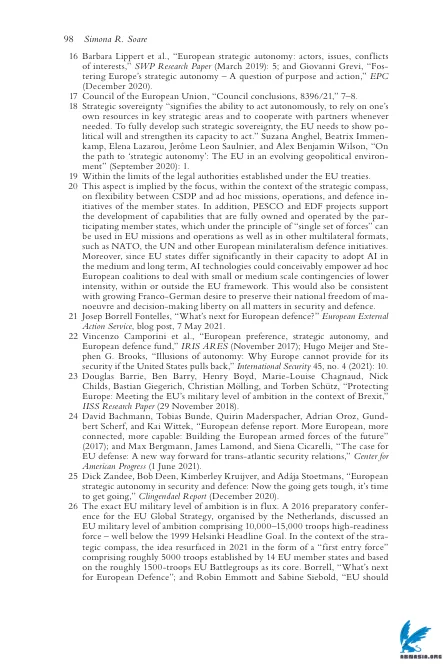 98 Simona R. Soare
16 Barbara Lippert et al., “European strategic autonomy: actors, issues, conflicts
of interests,” SWP Research Paper (March 2019): 5; and Giovanni Grevi, “Fos-
tering Europe’s strategic autonomy – A question of purpose and action,” EPC
(December 2020).
17 Council of the European Union, “Council conclusions, 8396/21,” 7–8.
18 Strategic sovereignty “signifies the ability to act autonomously, to rely on one’s
own resources in key strategic areas and to cooperate with partners whenever
needed. To fully develop such strategic sovereignty, the EU needs to show po-
litical will and strengthen its capacity to act.” Suzana Anghel, Beatrix Immen-
kamp, Elena Lazarou, Jerôme Leon Saulnier, and Alex Benjamin Wilson, “On
the path to ‘strategic autonomy’: The EU in an evolving geopolitical environ-
ment” (September 2020): 1.
19 Within the limits of the legal authorities established under the EU treaties.
20 This aspect is implied by the focus, within the context of the strategic compass,
on flexibility between CSDP and ad hoc missions, operations, and defence in-
itiatives of the member states. In addition, PESCO and EDF projects support
the development of capabilities that are fully owned and operated by the par-
ticipating member states, which under the principle of “single set of forces” can
be used in EU missions and operations as well as in other multilateral formats,
such as NATO, the UN and other European minilateralism defence initiatives.
Moreover, since EU states differ significantly in their capacity to adopt AI in
the medium and long term, AI technologies could conceivably empower ad hoc
European coalitions to deal with small or medium scale contingencies of lower
intensity, within or outside the EU framework. This would also be consistent
with growing Franco-German desire to preserve their national freedom of ma-
noeuvre and decision-making liberty on all matters in security and defence.
21 Josep Borrell Fontelles, “What’s next for European defence?” European External
Action Service, blog post, 7 May 2021.
22 Vincenzo Camporini et al., “European preference, strategic autonomy, and
European defence fund,” IRIS ARES (November 2017); Hugo Meijer and Ste-
phen G. Brooks, “Illusions of autonomy: Why Europe cannot provide for its
security if the United States pulls back,” International Security 45, no. 4 (2021): 10.
23 Douglas Barrie, Ben Barry, Henry Boyd, Marie-Louise Chagnaud, Nick
Childs, Bastian Giegerich, Christian Mölling, and Torben Schütz, “Protecting
Europe: Meeting the EU’s military level of ambition in the context of Brexit,”
IISS Research Paper (29 November 2018).
24 David Bachmann, Tobias Bunde, Quirin Maderspacher, Adrian Oroz, Gund-
bert Scherf, and Kai Wittek, “European defense report. More European, more
connected, more capable: Building the European armed forces of the future”
(2017); and Max Bergmann, James Lamond, and Siena Cicarelli, “The case for
EU defense: A new way forward for trans-atlantic security relations,” Center for
American Progress (1 June 2021).
25 Dick Zandee, Bob Deen, Kimberley Kruijver, and Adája Stoetmans, “European
strategic autonomy in security and defence: Now the going gets tough, it’s time
to get going,” Clingendael Report (December 2020).
26 The exact EU military level of ambition is in flux. A 2016 preparatory confer-
ence for the EU Global Strategy, organised by the Netherlands, discussed an
EU military level of ambition comprising 10,000–15,000 troops high-readiness
force – well below the 1999 Helsinki Headline Goal. In the context of the stra-
tegic compass, the idea resurfaced in 2021 in the form of a “first entry force”
comprising roughly 5000 troops established by 14 EU member states and based
on the roughly 1500-troops EU Battlegroups as its core. Borrell, “What’s next
for European Defence”; and Robin Emmott and Sabine Siebold, “EU should